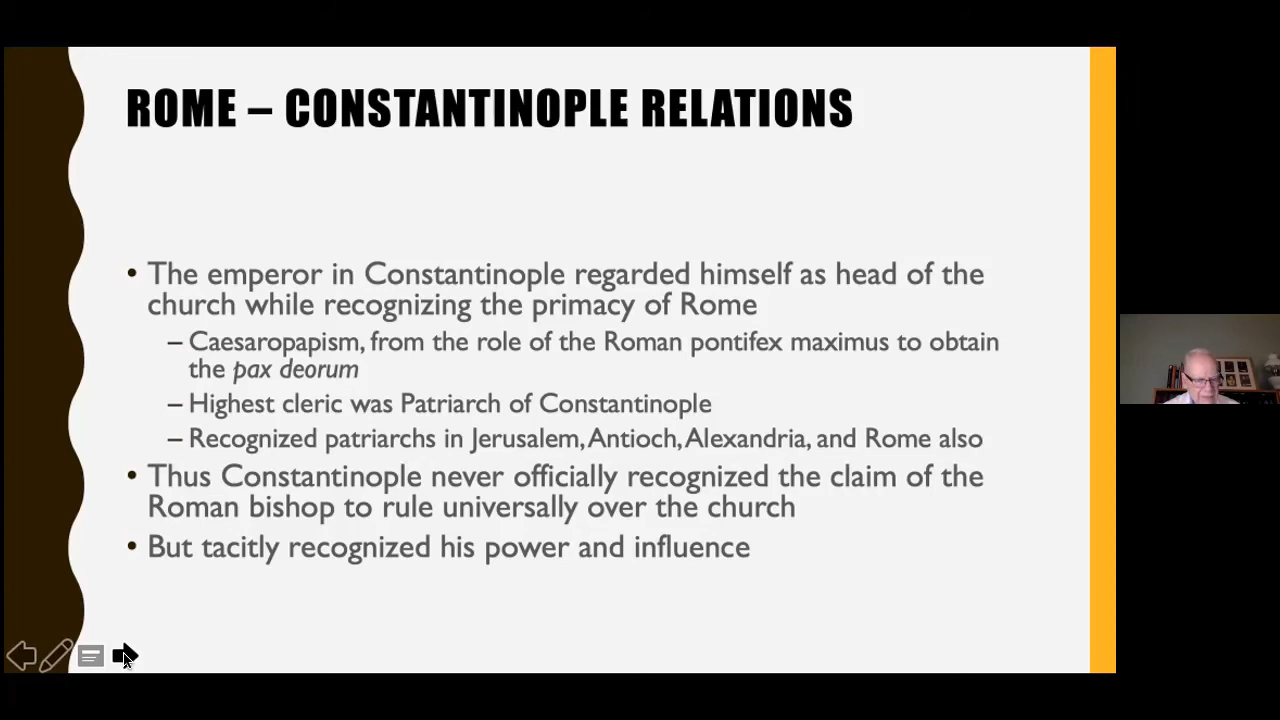 ROME – CONSTANTINOPLE RELATIONS
• The emperor in Constantinople regarded himself as head of the
church while recognizing the primacy of Rome
– Caesaropapism, from the role of the Roman pontifex maximus to obtain
the pax deorum
– Highest cleric was Patriarch of Constantinople
– Recognized patriarchs in Jerusalem, Antioch, Alexandria, and Rome also
• Thus Constantinople never officially recognized the claim of the
Roman bishop to rule universally over the church
• But tacitly recognized his power and influence